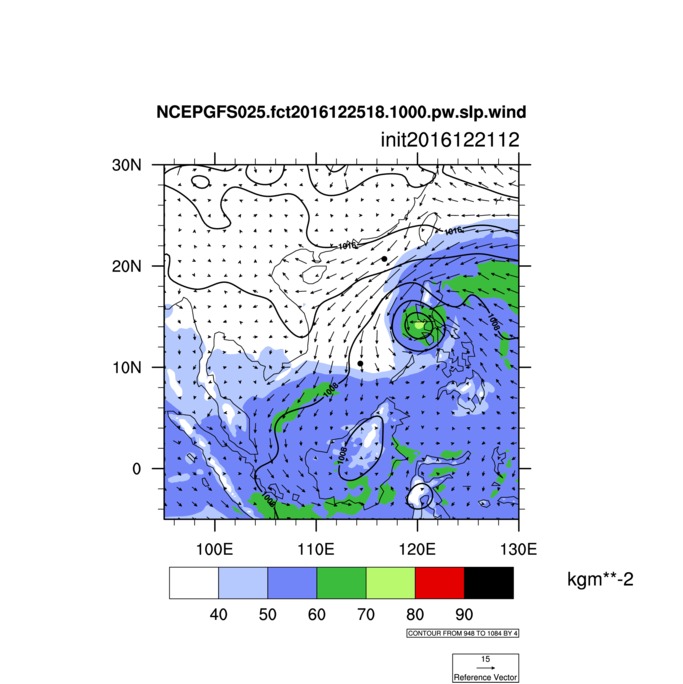 NCEPGFS025.fct2016122518.1000.pw.slp.wind
init2016122112
30N
1016
1016
20N
1008
10N
1008
1008
0
1008
100E 110E 120E 130E
kgm**-2
40 50 60 70 80 90
CONTOUR FROM 948 TO 1084 BY 4
15
Reference Vector